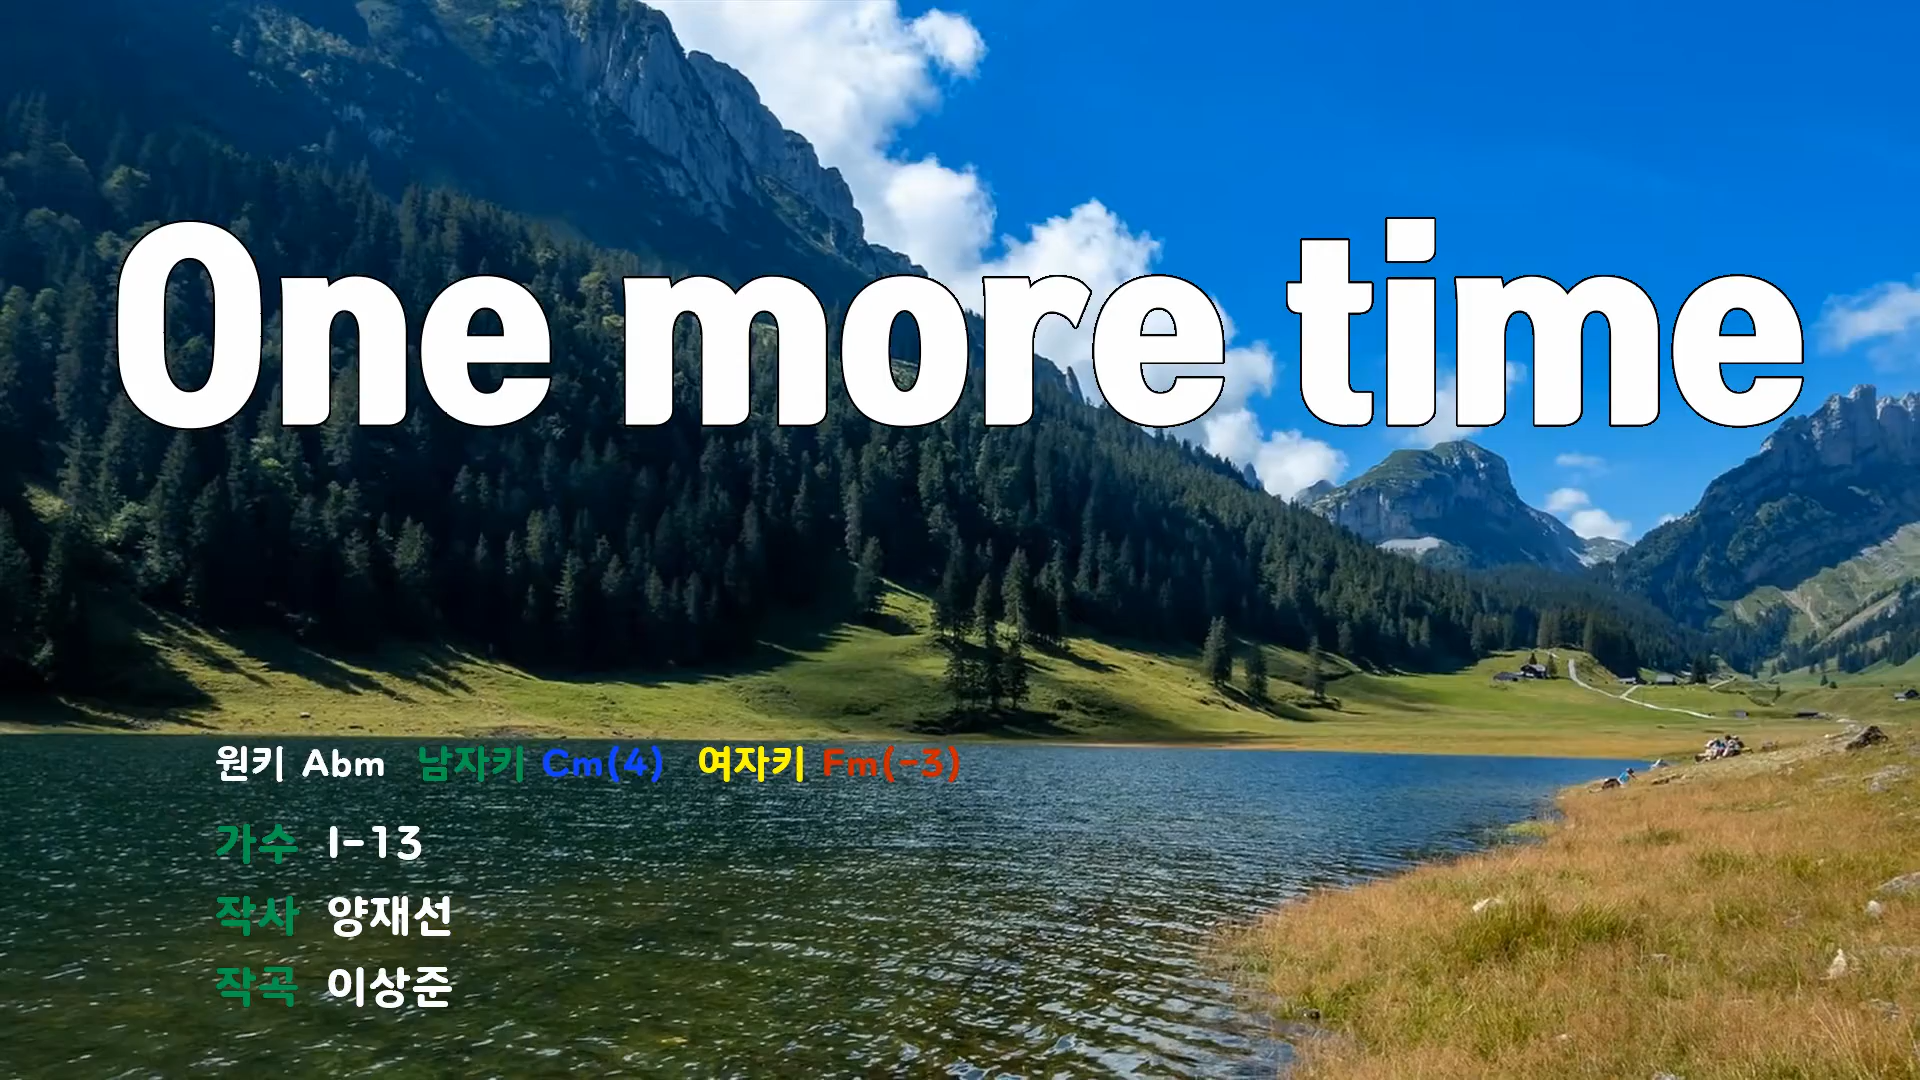 One more time
원키 Abm 남자키 Cm(4) 여자키 Fm(-3)
가수 I-13
작사 양재선
작곡 이상준